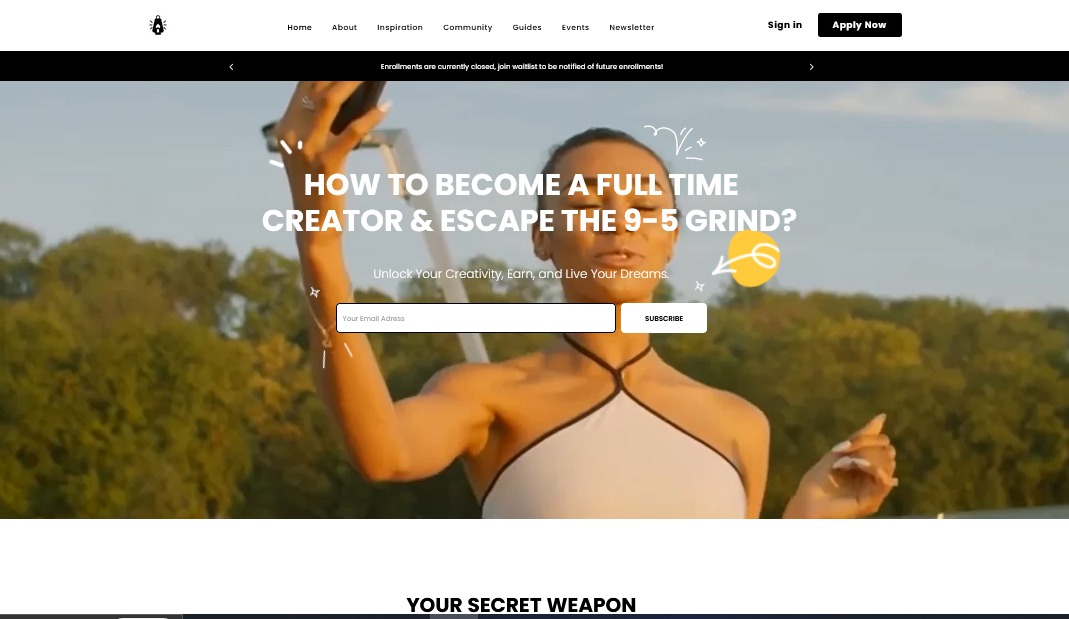 Home About Inspiration Community Guides Events Newsletter Sign in Apply Now
Enrollments are currently closed, join waitlist to be notified of future enrollments!
HOW TO BECOME A FULL TIME
CREATOR & ESCAPE THE 9-5 GRIND?
Unlock Your Creativity, Earn, and Live Your Dreams.
Your Email Adress SUBSCRIBE
YOUR SECRET WEAPON